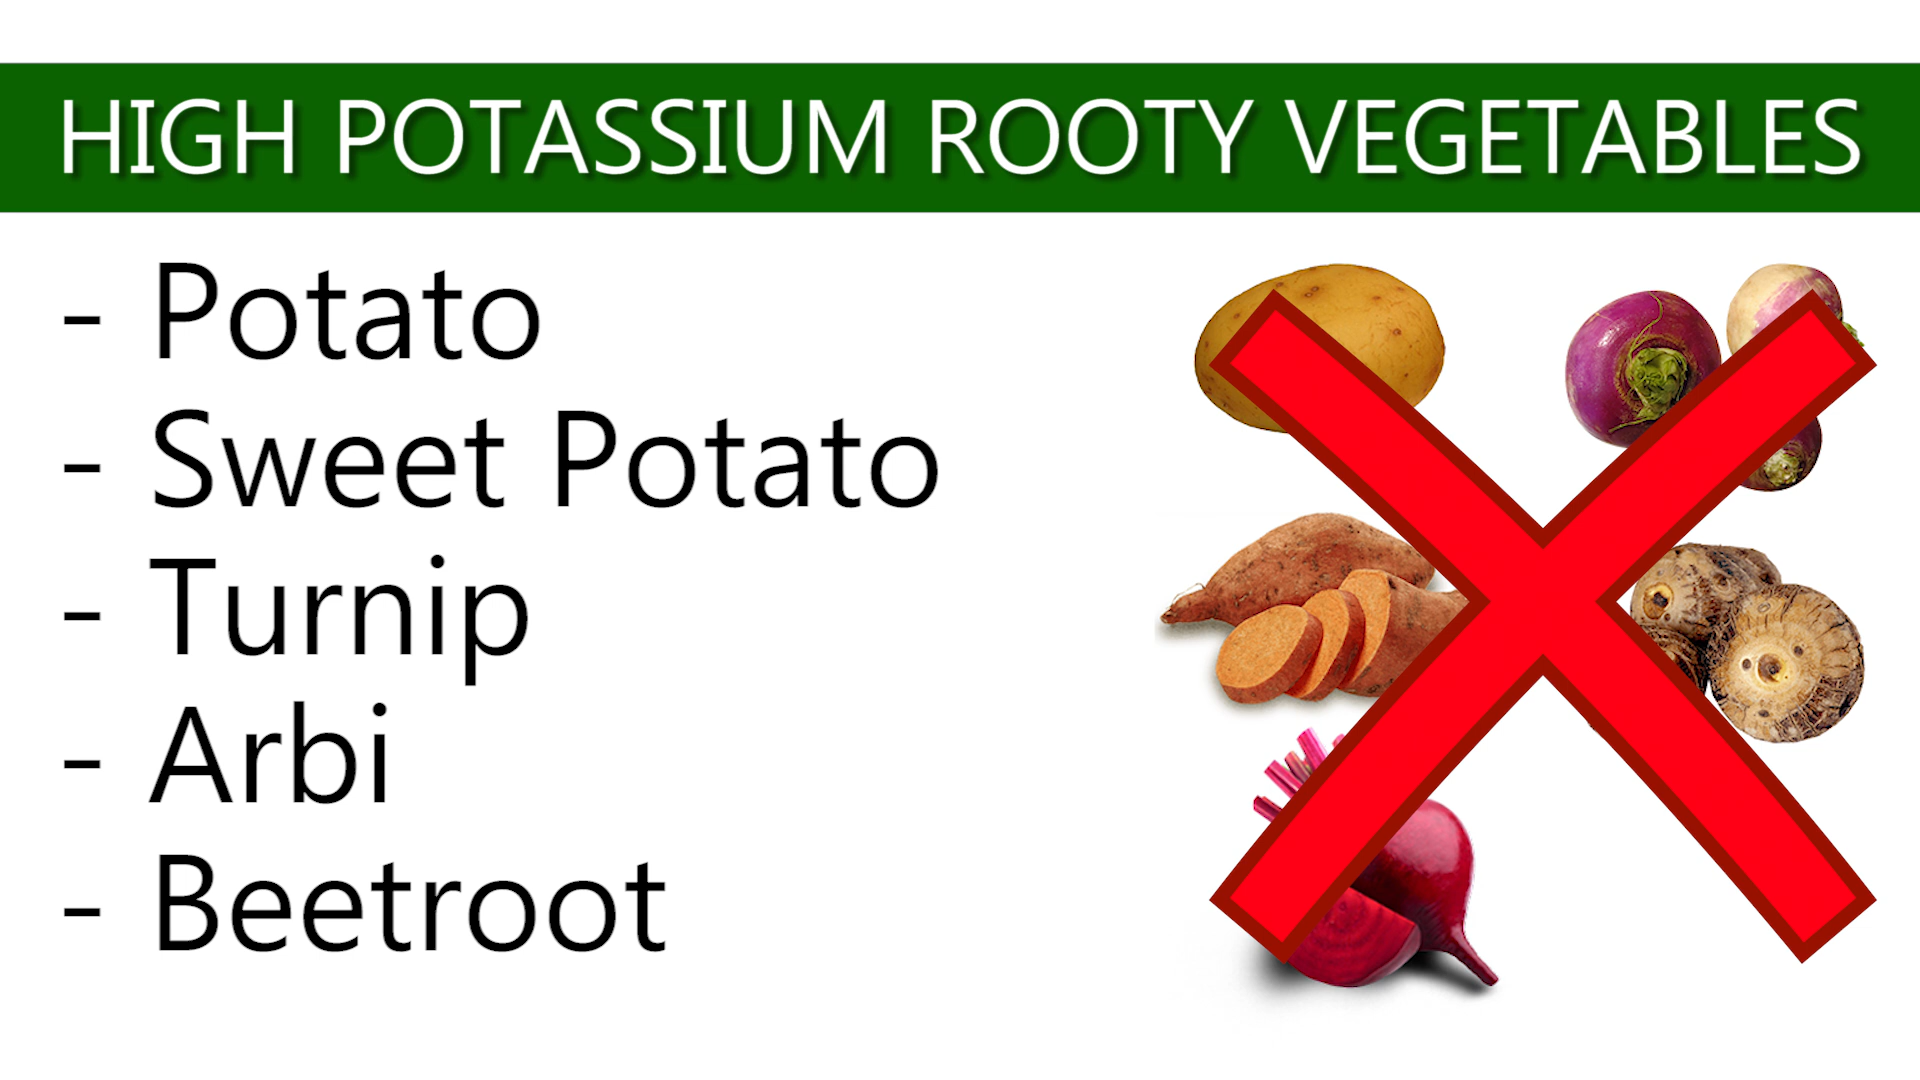 HIGH POTASSIUM ROOTY VEGETABLES
- Potato
- Sweet Potato
- Turnip
- Arbi
- Beetroot